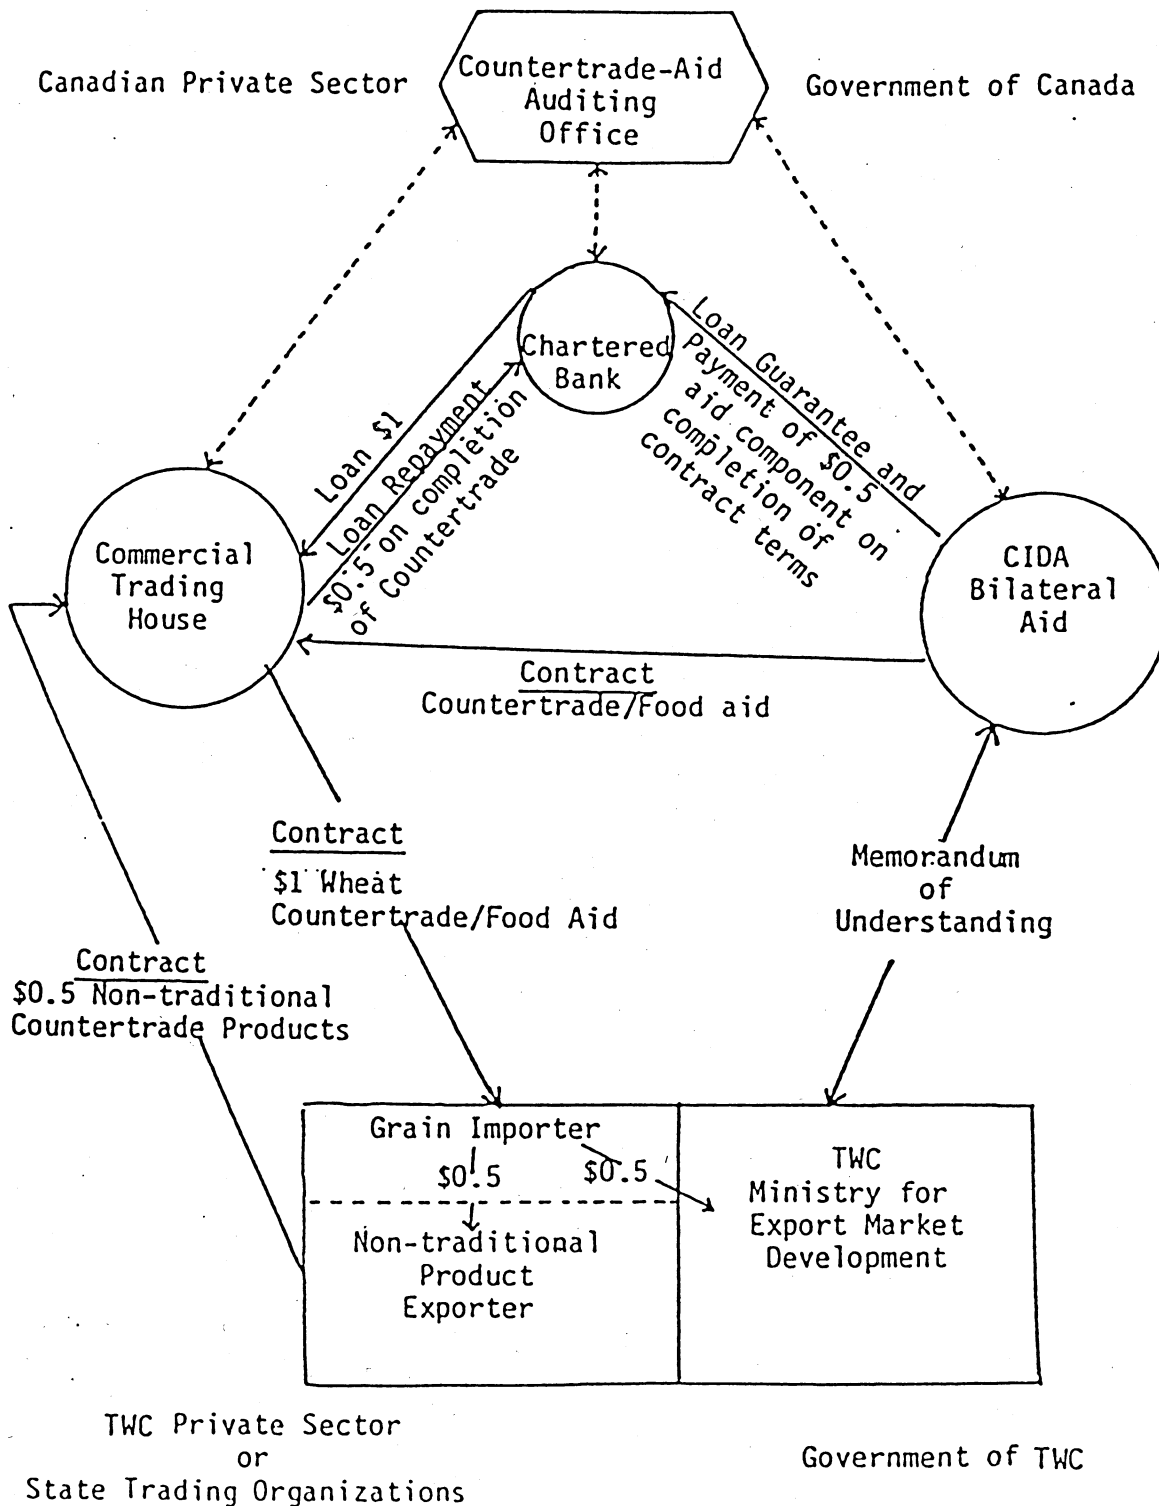 Canadian Private Sector
Countertrade-Aid
Auditing
Office
Government of Canada
Chartered
Bank
Loan $1
Loan Repayment
$0.5 on completion
of Countertrade
Loan Guarantee and
Payment of $0.5
aid component on
completion of
contract terms
Commercial
Trading
House
CIDA
Bilateral
Aid
Contract
Countertrade/Food aid
Contract
$1 Wheat
Countertrade/Food Aid
Memorandum
of
Understanding
Contract
$0.5 Non-traditional
Countertrade Products
Grain Importer
$0.5 $0.5
Non-traditional
Product
Exporter
TWC
Ministry for
Export Market
Development
TWC Private Sector
or
State Trading Organizations
Government of TWC